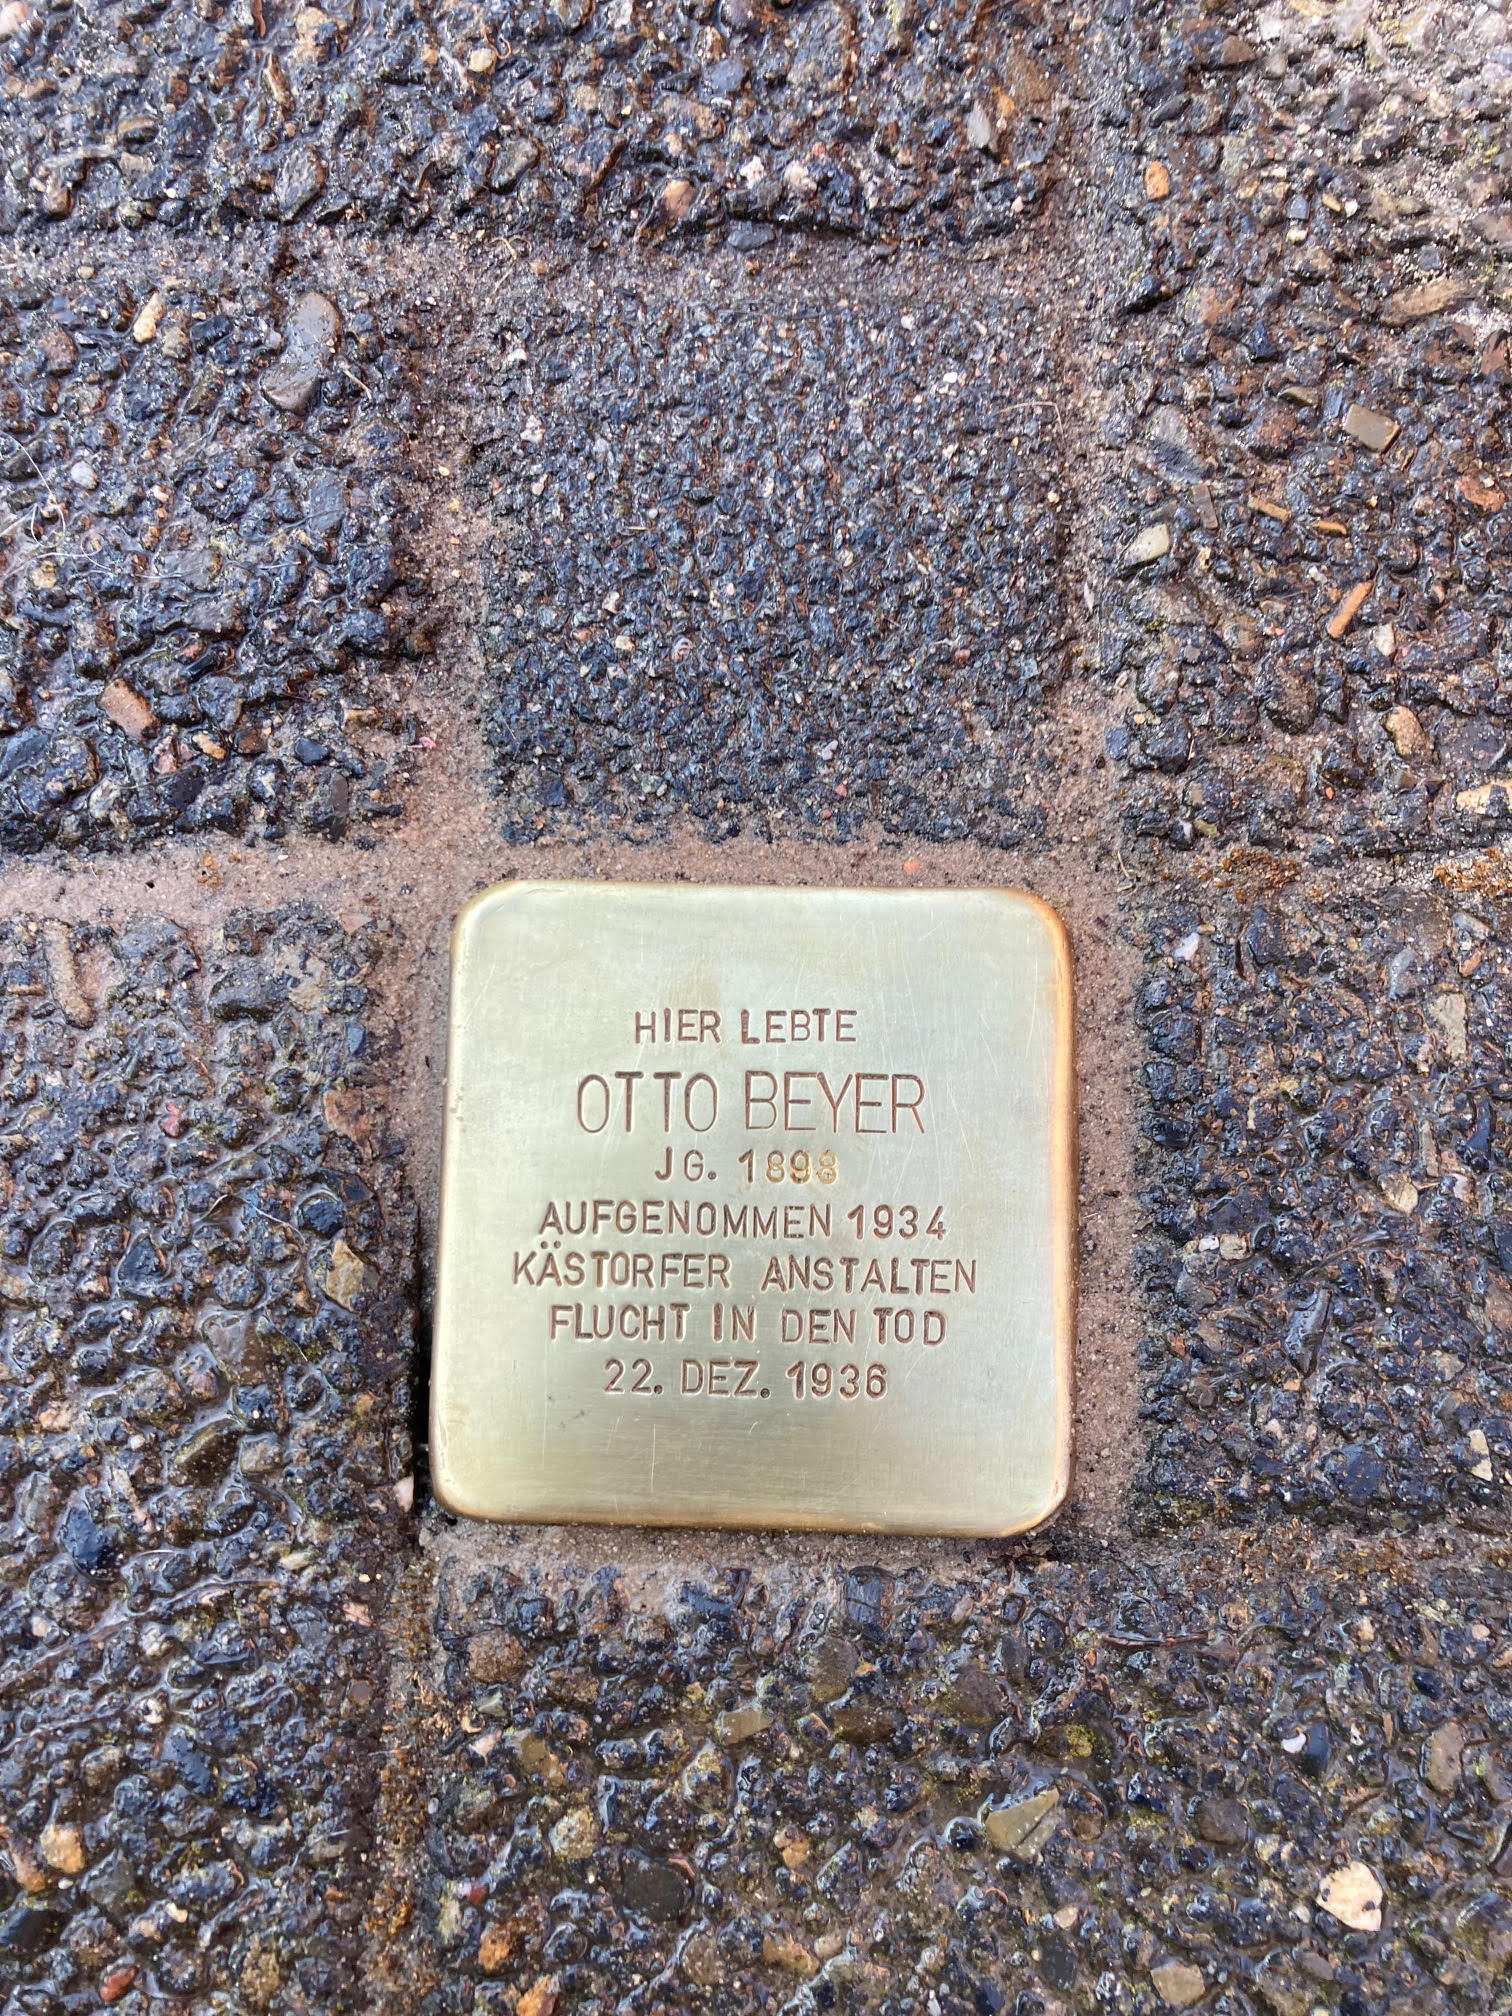 HIER LEBTE
OTTO BEYER
JG. 1898
AUFGENOMMEN 1934
KÄSTORFER ANSTALTEN
FLUCHT IN DEN TOD
22. DEZ. 1936